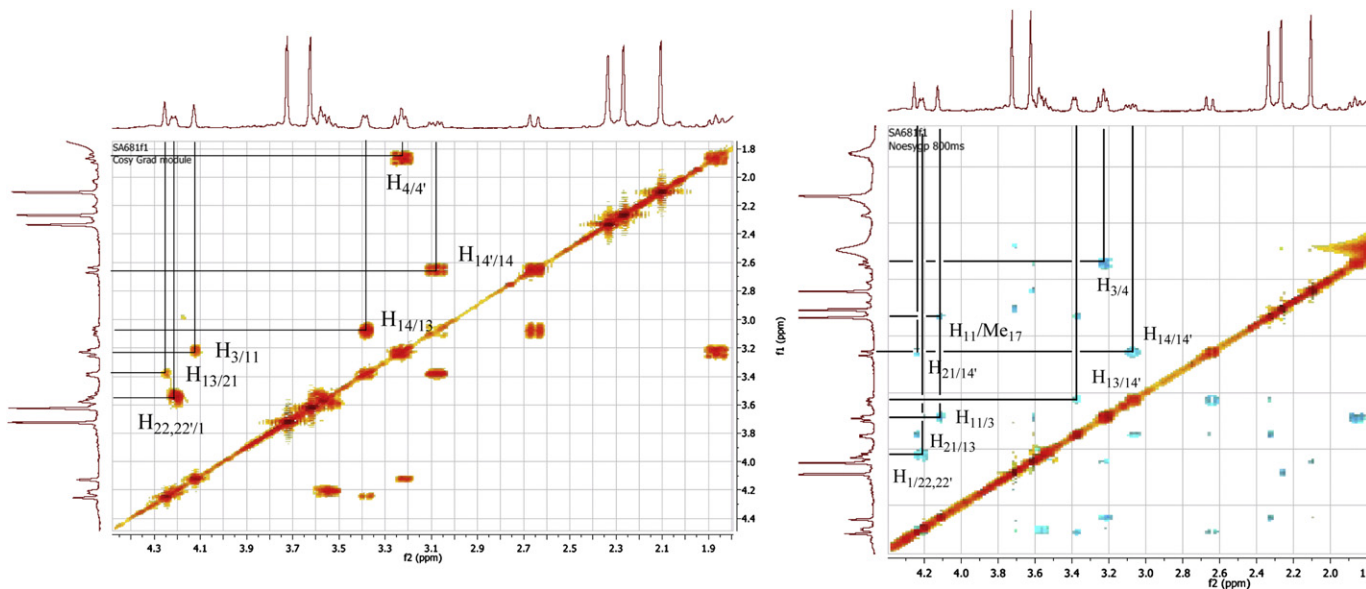 SA681f1
Cosy Grad module
H4/4'
H14'/14
H14/13
H3/11
H13/21
H22,22'/1
1.8
2.0
2.2
2.4
2.6
2.8
3.0
3.2
3.4
3.6
3.8
4.0
4.2
4.4
f1 (ppm)
4.3 4.1 3.7 3.5 3.3 3.1 2.9 2.7 2.5 2.3 2.1 1.9
f2 (ppm)
SA681f1
Noesygp 800ms
H3/4
H11/Me17
H14/14'
H21/14'
H13/14'
H11/3
H21/13
H1/22,22'
4.2 4.0 3.8 3.6 3.4 3.2 3.0 2.8 2.6 2.4 2.2 2.0
f2 (ppm)